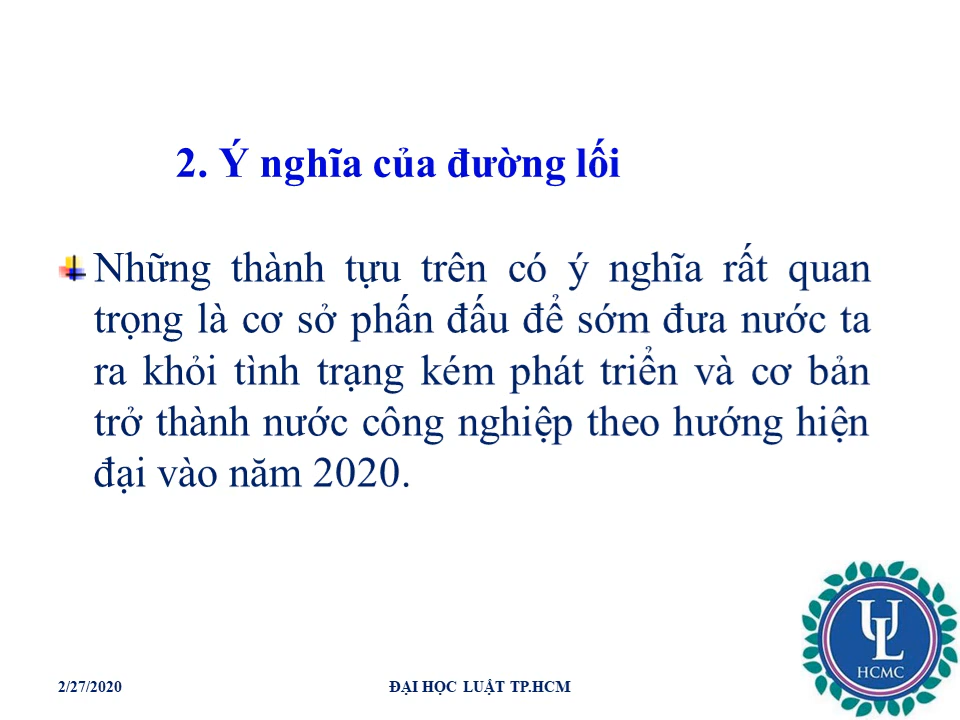 2. Ý nghĩa của đường lối
Những thành tựu trên có ý nghĩa rất quan
trọng là cơ sở phấn đấu để sớm đưa nước ta
ra khỏi tình trạng kém phát triển và cơ bản
trở thành nước công nghiệp theo hướng hiện
đại vào năm 2020.
UL
HCMC
2/27/2020
ĐẠI HỌC LUẬT TP.HCM